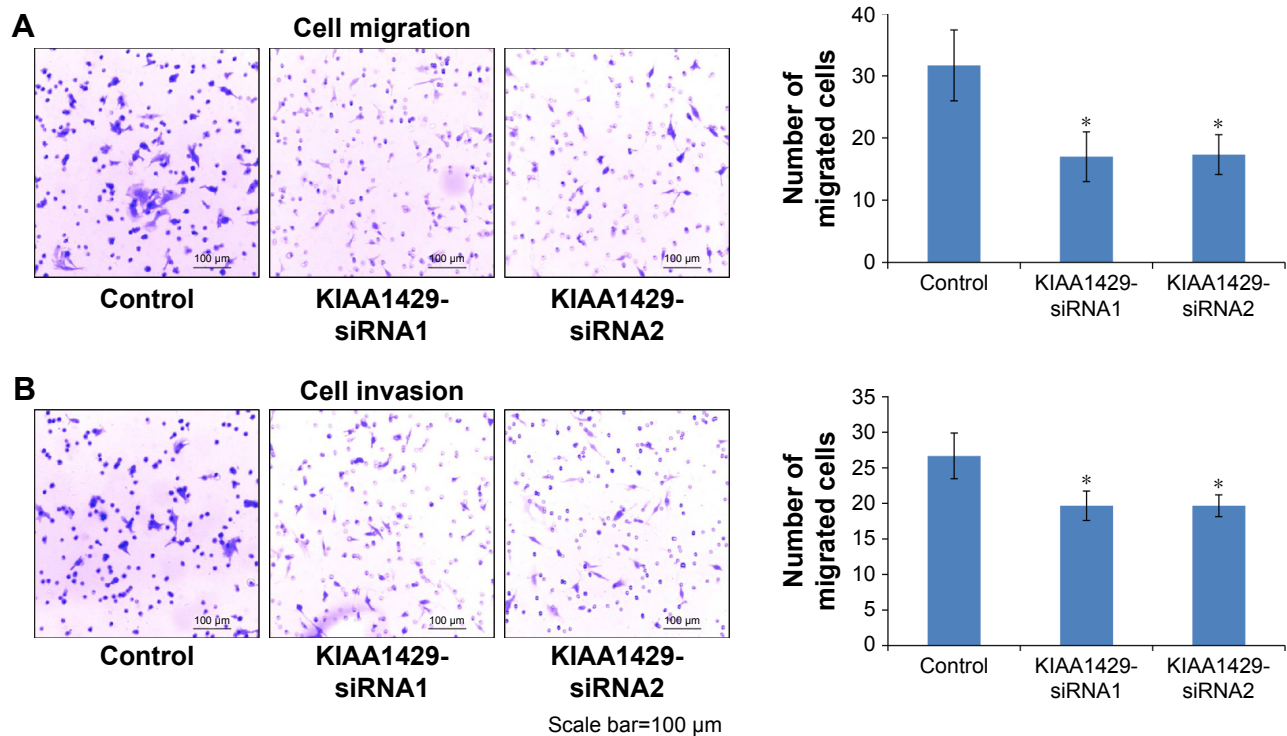 A
Cell migration
100 µm
100 µm
100 µm
Control
KIAA1429-
siRNA1
KIAA1429-
siRNA2
Number of
migrated cells
40
30
20
10
0
*
*
Control
KIAA1429-
siRNA1
KIAA1429-
siRNA2
B
Cell invasion
100 µm
100 µm
100 µm
Control
KIAA1429-
siRNA1
KIAA1429-
siRNA2
Scale bar=100 µm
Number of
migrated cells
35
30
25
20
15
10
5
0
*
*
Control
KIAA1429-
siRNA1
KIAA1429-
siRNA2